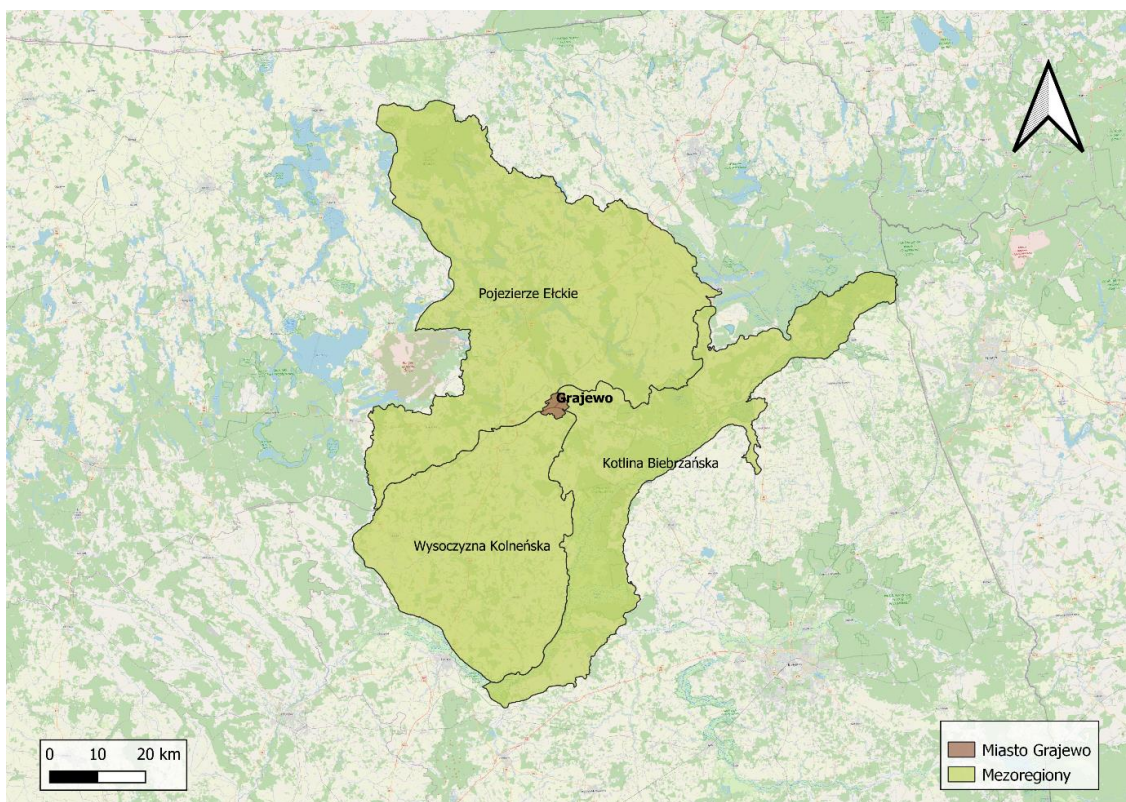 Pojezierze Ełckie
Grajewo
Kotlina Biebrzańska
Wysoczyzna Kolneńska
0 10 20 km
Miasto Grajewo
Mezoregiony